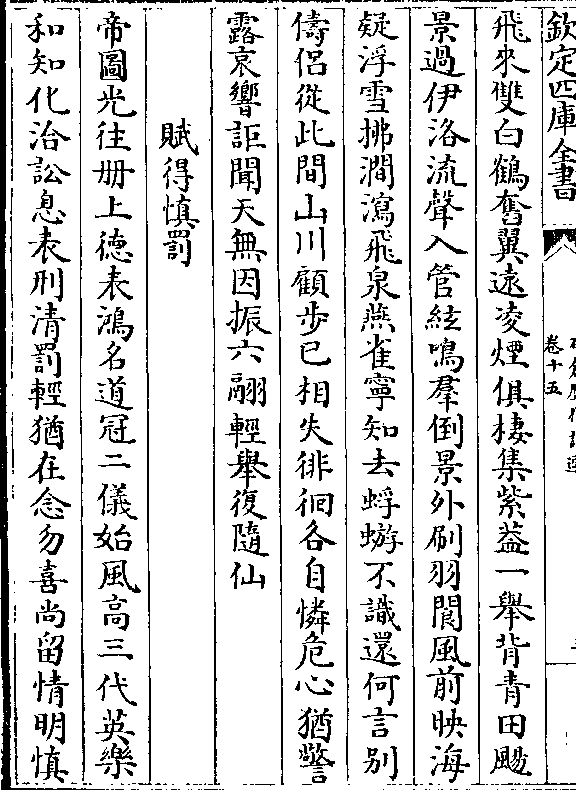 欽定四庫全書
卷十五
飛來雙白鶴奮翼遠凌煙俱棲集紫葢一舉背青田颺
景過伊洛流聲入管絃鳴羣倒景外刷羽閬風前映海
疑浮雪拂澗瀉飛泉燕雀寧知去蜉蝣不識還何言别
儔侣從此間山川顧步已相失徘徊各自憐危心猶警
露哀響詎聞天無因振六翮輕舉復隨仙
賦得慎罰
帝圖光往册上德表鴻名道冠二儀始風高三代英樂
和知化洽訟息表刑清罰輕猶在念勿喜尚留情明慎